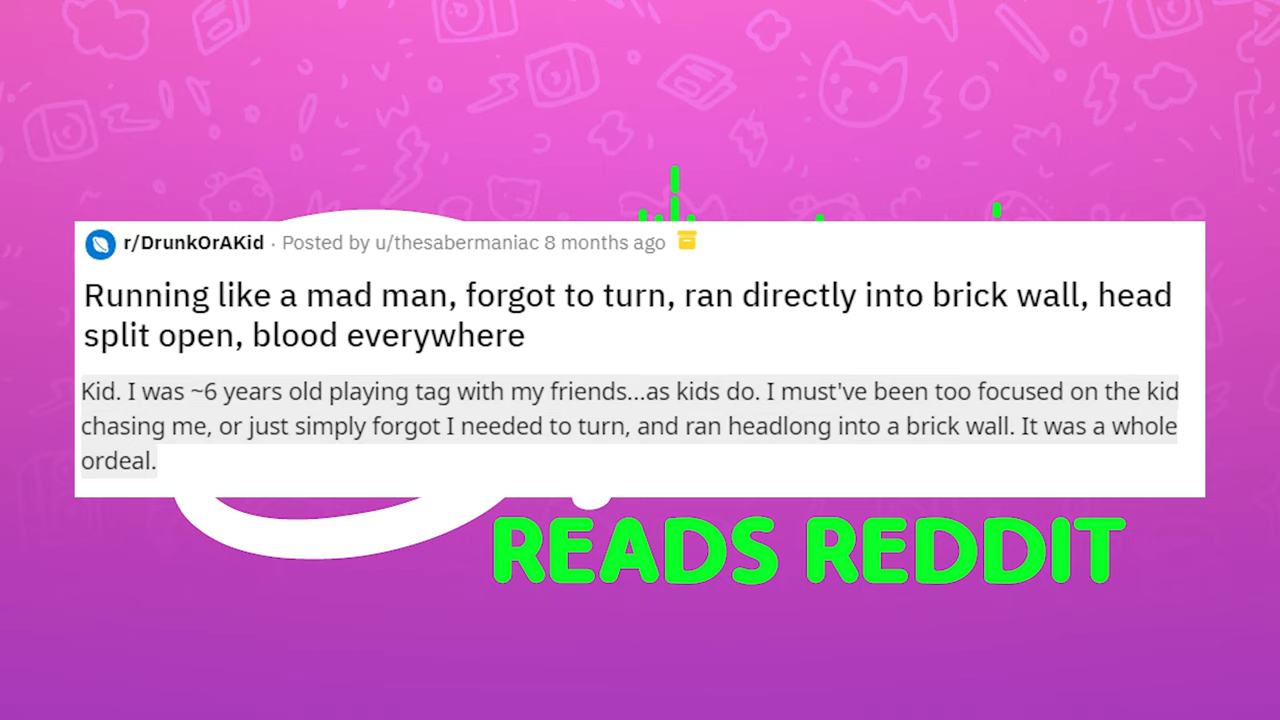 r/DrunkOrAKid · Posted by u/thesabermaniac 8 months ago
Running like a mad man, forgot to turn, ran directly into brick wall, head
split open, blood everywhere
Kid. I was ~6 years old playing tag with my friends...as kids do. I must've been too focused on the kid
chasing me, or just simply forgot I needed to turn, and ran headlong into a brick wall. It was a whole
ordeal.
READS REDDIT